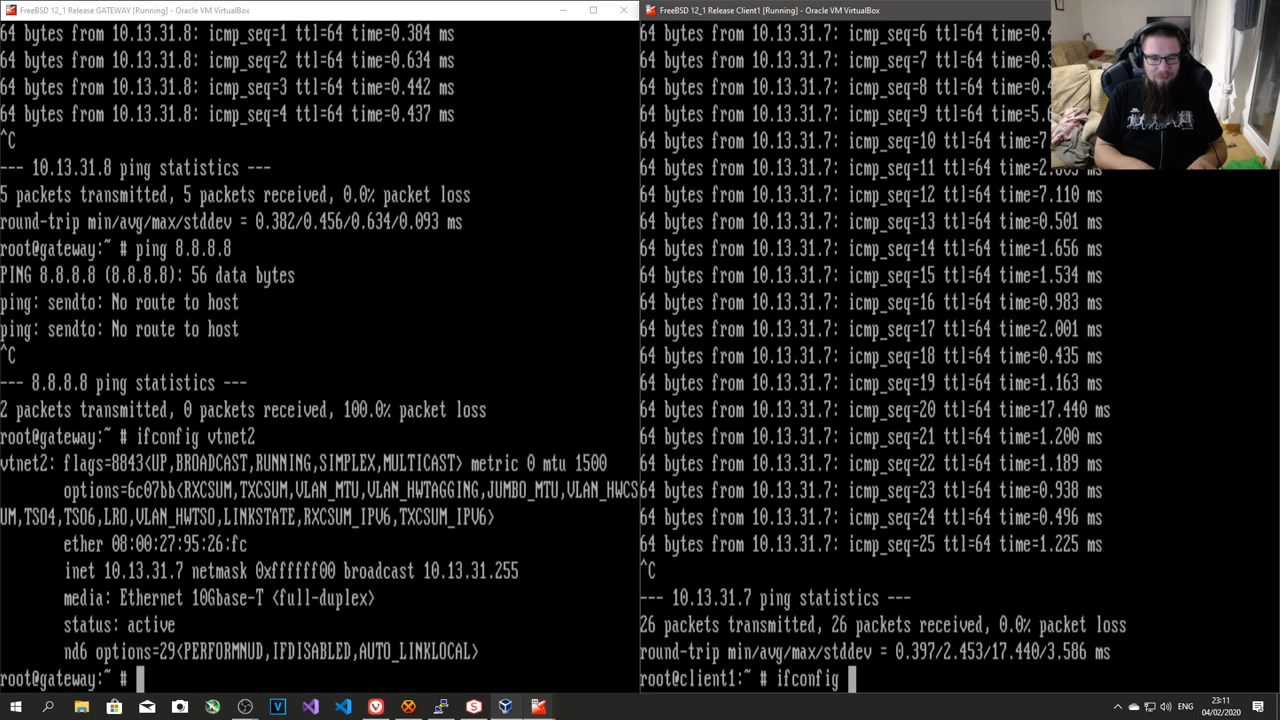 FreeBSD 12_1 Release GATEWAY [Running] - Oracle VM VirtualBox
64 bytes from 10.13.31.8: icmp_seq=1 ttl=64 time=0.384 ms
64 bytes from 10.13.31.8: icmp_seq=2 ttl=64 time=0.634 ms
64 bytes from 10.13.31.8: icmp_seq=3 ttl=64 time=0.442 ms
64 bytes from 10.13.31.8: icmp_seq=4 ttl=64 time=0.437 ms
^C
--- 10.13.31.8 ping statistics ---
5 packets transmitted, 5 packets received, 0.0% packet loss
round-trip min/avg/max/stddev = 0.382/0.456/0.634/0.093 ms
root@gateway:~ # ping 8.8.8.8
PING 8.8.8.8 (8.8.8.8): 56 data bytes
ping: sendto: No route to host
ping: sendto: No route to host
^C
--- 8.8.8.8 ping statistics ---
2 packets transmitted, 0 packets received, 100.0% packet loss
root@gateway:~ # ifconfig vtnet2
vtnet2: flags=8843<UP,BROADCAST,RUNNING,SIMPLEX,MULTICAST> metric 0 mtu 1500
options=6c07bb<RXCSUM,TXCSUM,VLAN_MTU,VLAN_HWTAGGING,JUMBO_MTU,VLAN_HWCS
UM,TSO4,TSO6,LRO,VLAN_HWTSO,LINKSTATE,RXCSUM_IPV6,TXCSUM_IPV6>
ether 08:00:27:95:26:fc
inet 10.13.31.7 netmask 0xffffff00 broadcast 10.13.31.255
media: Ethernet 10Gbase-T <full-duplex>
status: active
nd6 options=29<PERFORMNUD,IFDISABLED,AUTO_LINKLOCAL>
root@gateway:~ #
FreeBSD 12_1 Release Client1 [Running] - Oracle VM VirtualBox
64 bytes from 10.13.31.7: icmp_seq=6 ttl=64 time=0.4
64 bytes from 10.13.31.7: icmp_seq=7 ttl=64 time=0.
64 bytes from 10.13.31.7: icmp_seq=8 ttl=64 time=0.4
64 bytes from 10.13.31.7: icmp_seq=9 ttl=64 time=5.
64 bytes from 10.13.31.7: icmp_seq=10 ttl=64 time=7
64 bytes from 10.13.31.7: icmp_seq=11 ttl=64 time=2. ms
64 bytes from 10.13.31.7: icmp_seq=12 ttl=64 time=7.110 ms
64 bytes from 10.13.31.7: icmp_seq=13 ttl=64 time=0.501 ms
64 bytes from 10.13.31.7: icmp_seq=14 ttl=64 time=1.656 ms
64 bytes from 10.13.31.7: icmp_seq=15 ttl=64 time=1.534 ms
64 bytes from 10.13.31.7: icmp_seq=16 ttl=64 time=0.983 ms
64 bytes from 10.13.31.7: icmp_seq=17 ttl=64 time=2.001 ms
64 bytes from 10.13.31.7: icmp_seq=18 ttl=64 time=0.435 ms
64 bytes from 10.13.31.7: icmp_seq=19 ttl=64 time=1.163 ms
64 bytes from 10.13.31.7: icmp_seq=20 ttl=64 time=17.440 ms
64 bytes from 10.13.31.7: icmp_seq=21 ttl=64 time=1.200 ms
64 bytes from 10.13.31.7: icmp_seq=22 ttl=64 time=1.189 ms
64 bytes from 10.13.31.7: icmp_seq=23 ttl=64 time=0.938 ms
64 bytes from 10.13.31.7: icmp_seq=24 ttl=64 time=0.496 ms
64 bytes from 10.13.31.7: icmp_seq=25 ttl=64 time=1.225 ms
^C
--- 10.13.31.7 ping statistics ---
26 packets transmitted, 26 packets received, 0.0% packet loss
round-trip min/avg/max/stddev = 0.397/2.453/17.440/3.586 ms
root@client1:~ # ifconfig
ENG
23:11
04/02/2020